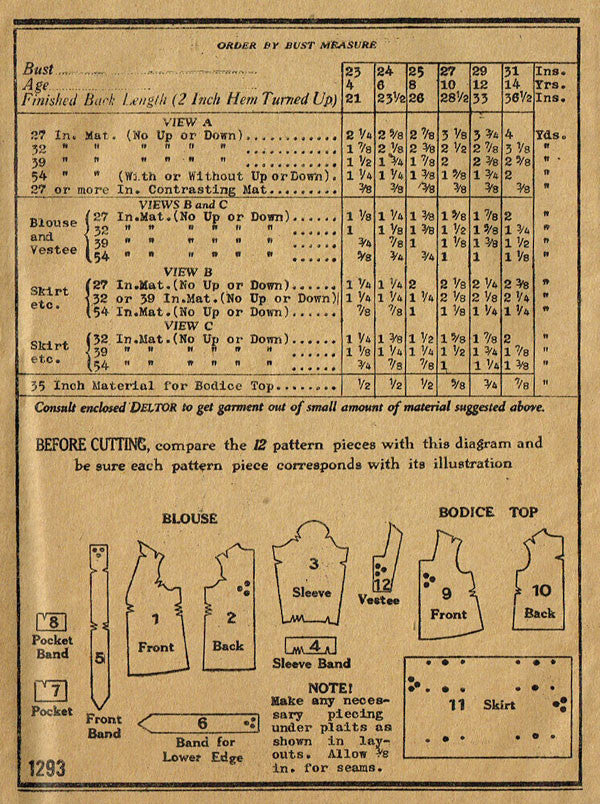 ORDER BY BUST MEASURE
Bust 23 24 25 27 29 31 Ins.
Age 4 6 8 10 12 14 Yrs.
Finished Back Length (2 Inch Hem Turned Up) 21 23½ 26 28½ 33 36½ Ins.
VIEW A
27 In. Mat. (No Up or Down)........... 2 ¼ 2 ⅝ 2 ⅞ 3 ⅛ 3 ¾ 4 Yds.
32 " " " " " " ........... 1 ⅞ 2 ⅛ 2 ⅜ 2 ½ 2 ⅞ 3 ⅛ "
39 " " " " " " ........... 1 ½ 1 ¾ 1 ⅞ 2 2 ⅜ 2 ⅝ "
54 " " (With or Without Up or Down). 1 ¼ 1 ¼ 1 ⅜ 1 ⅝ 1 ¾ 2 "
27 or more In. Contrasting Mat........ ⅜ ⅜ ⅜ ⅜ ⅜ ⅜ "
VIEWS B and C
Blouse and Vestee
27 In.Mat.(No Up or Down)...... 1 ⅛ 1 ¼ 1 ⅜ 1 ⅝ 1 ⅞ 2 "
32 " " " " " " ...... 1 1 ⅛ 1 ⅜ 1 ½ 1 ⅝ 1 ¾ "
39 " " " " " " ...... ¾ ⅞ 1 1 ⅛ 1 ⅜ 1 ½ "
54 " " " " " " ...... ⅝ ¾ ¾ 1 1 1 ⅛ "
VIEW B
Skirt etc.
27 In.Mat.(No Up or Down)...... 1 ¼ 1 ¼ 2 2 ⅛ 2 ¼ 2 ⅜ "
32 or 39 In.Mat.(No Up or Down) 1 ¼ 1 ¼ 1 ¼ 2 ⅛ 2 ⅛ 2 ¼ "
54 In.Mat.(No Up or Down)...... ⅞ ⅞ 1 1 ⅛ 1 ⅛ 2 "
VIEW C
Skirt etc.
32 In.Mat.(No Up or Down)...... 1 ¼ 1 ⅜ 1 ½ 1 ⅝ 1 ⅞ 2 "
39 " " " " " " ...... 1 ⅛ 1 ¼ 1 ¼ 1 ½ 1 ¾ 1 ⅞ "
54 " " " " " " ...... ¾ ⅞ ⅞ 1 1 ¼ 1 ⅜ "
35 Inch Material for Bodice Top........ ½ ½ ½ ⅝ ¾ ⅞ "
Consult enclosed DELTOR to get garment out of small amount of material suggested above.
BEFORE CUTTING, compare the 12 pattern pieces with this diagram and
be sure each pattern piece corresponds with its illustration
BLOUSE
BODICE TOP
1 Front
2 Back
3 Sleeve
12 Vestee
9 Front
10 Back
8 Pocket Band
5 Front Band
4 Sleeve Band
7 Pocket
6 Band for Lower Edge
11 Skirt
NOTE!
Make any neces-
sary piecing
under plaits as
shown in lay-
outs. Allow ⅜
in. for seams.
1293